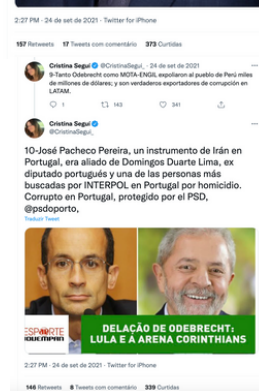 2:27 PM · 24 de set de 2021 · Twitter for iPhone
157 Retweets 17 Tweets com comentário 373 Curtidas
Cristina Seguí @CristinaSegui_ · 24 de set de 2021
9-Tanto Odebrecht como MOTA-ENGIL expoliaron al pueblo de Perú miles
de millones de dólares; y son verdaderos exportadores de corrupción en
LATAM.
1 143 341
Cristina Seguí
@CristinaSegui_
10-José Pacheco Pereira, un instrumento de Irán en
Portugal, era aliado de Domingos Duarte Lima, ex
diputado portugués y una de las personas más
buscadas por INTERPOL en Portugal por homicidio.
Corrupto en Portugal, protegido por el PSD,
@psdoporto,
Traduzir Tweet
DELAÇÃO DE ODEBRECHT:
LULA E A ARENA CORINTHIANS
2:27 PM · 24 de set de 2021 · Twitter for iPhone
146 Retweets 8 Tweets com comentário 339 Curtidas